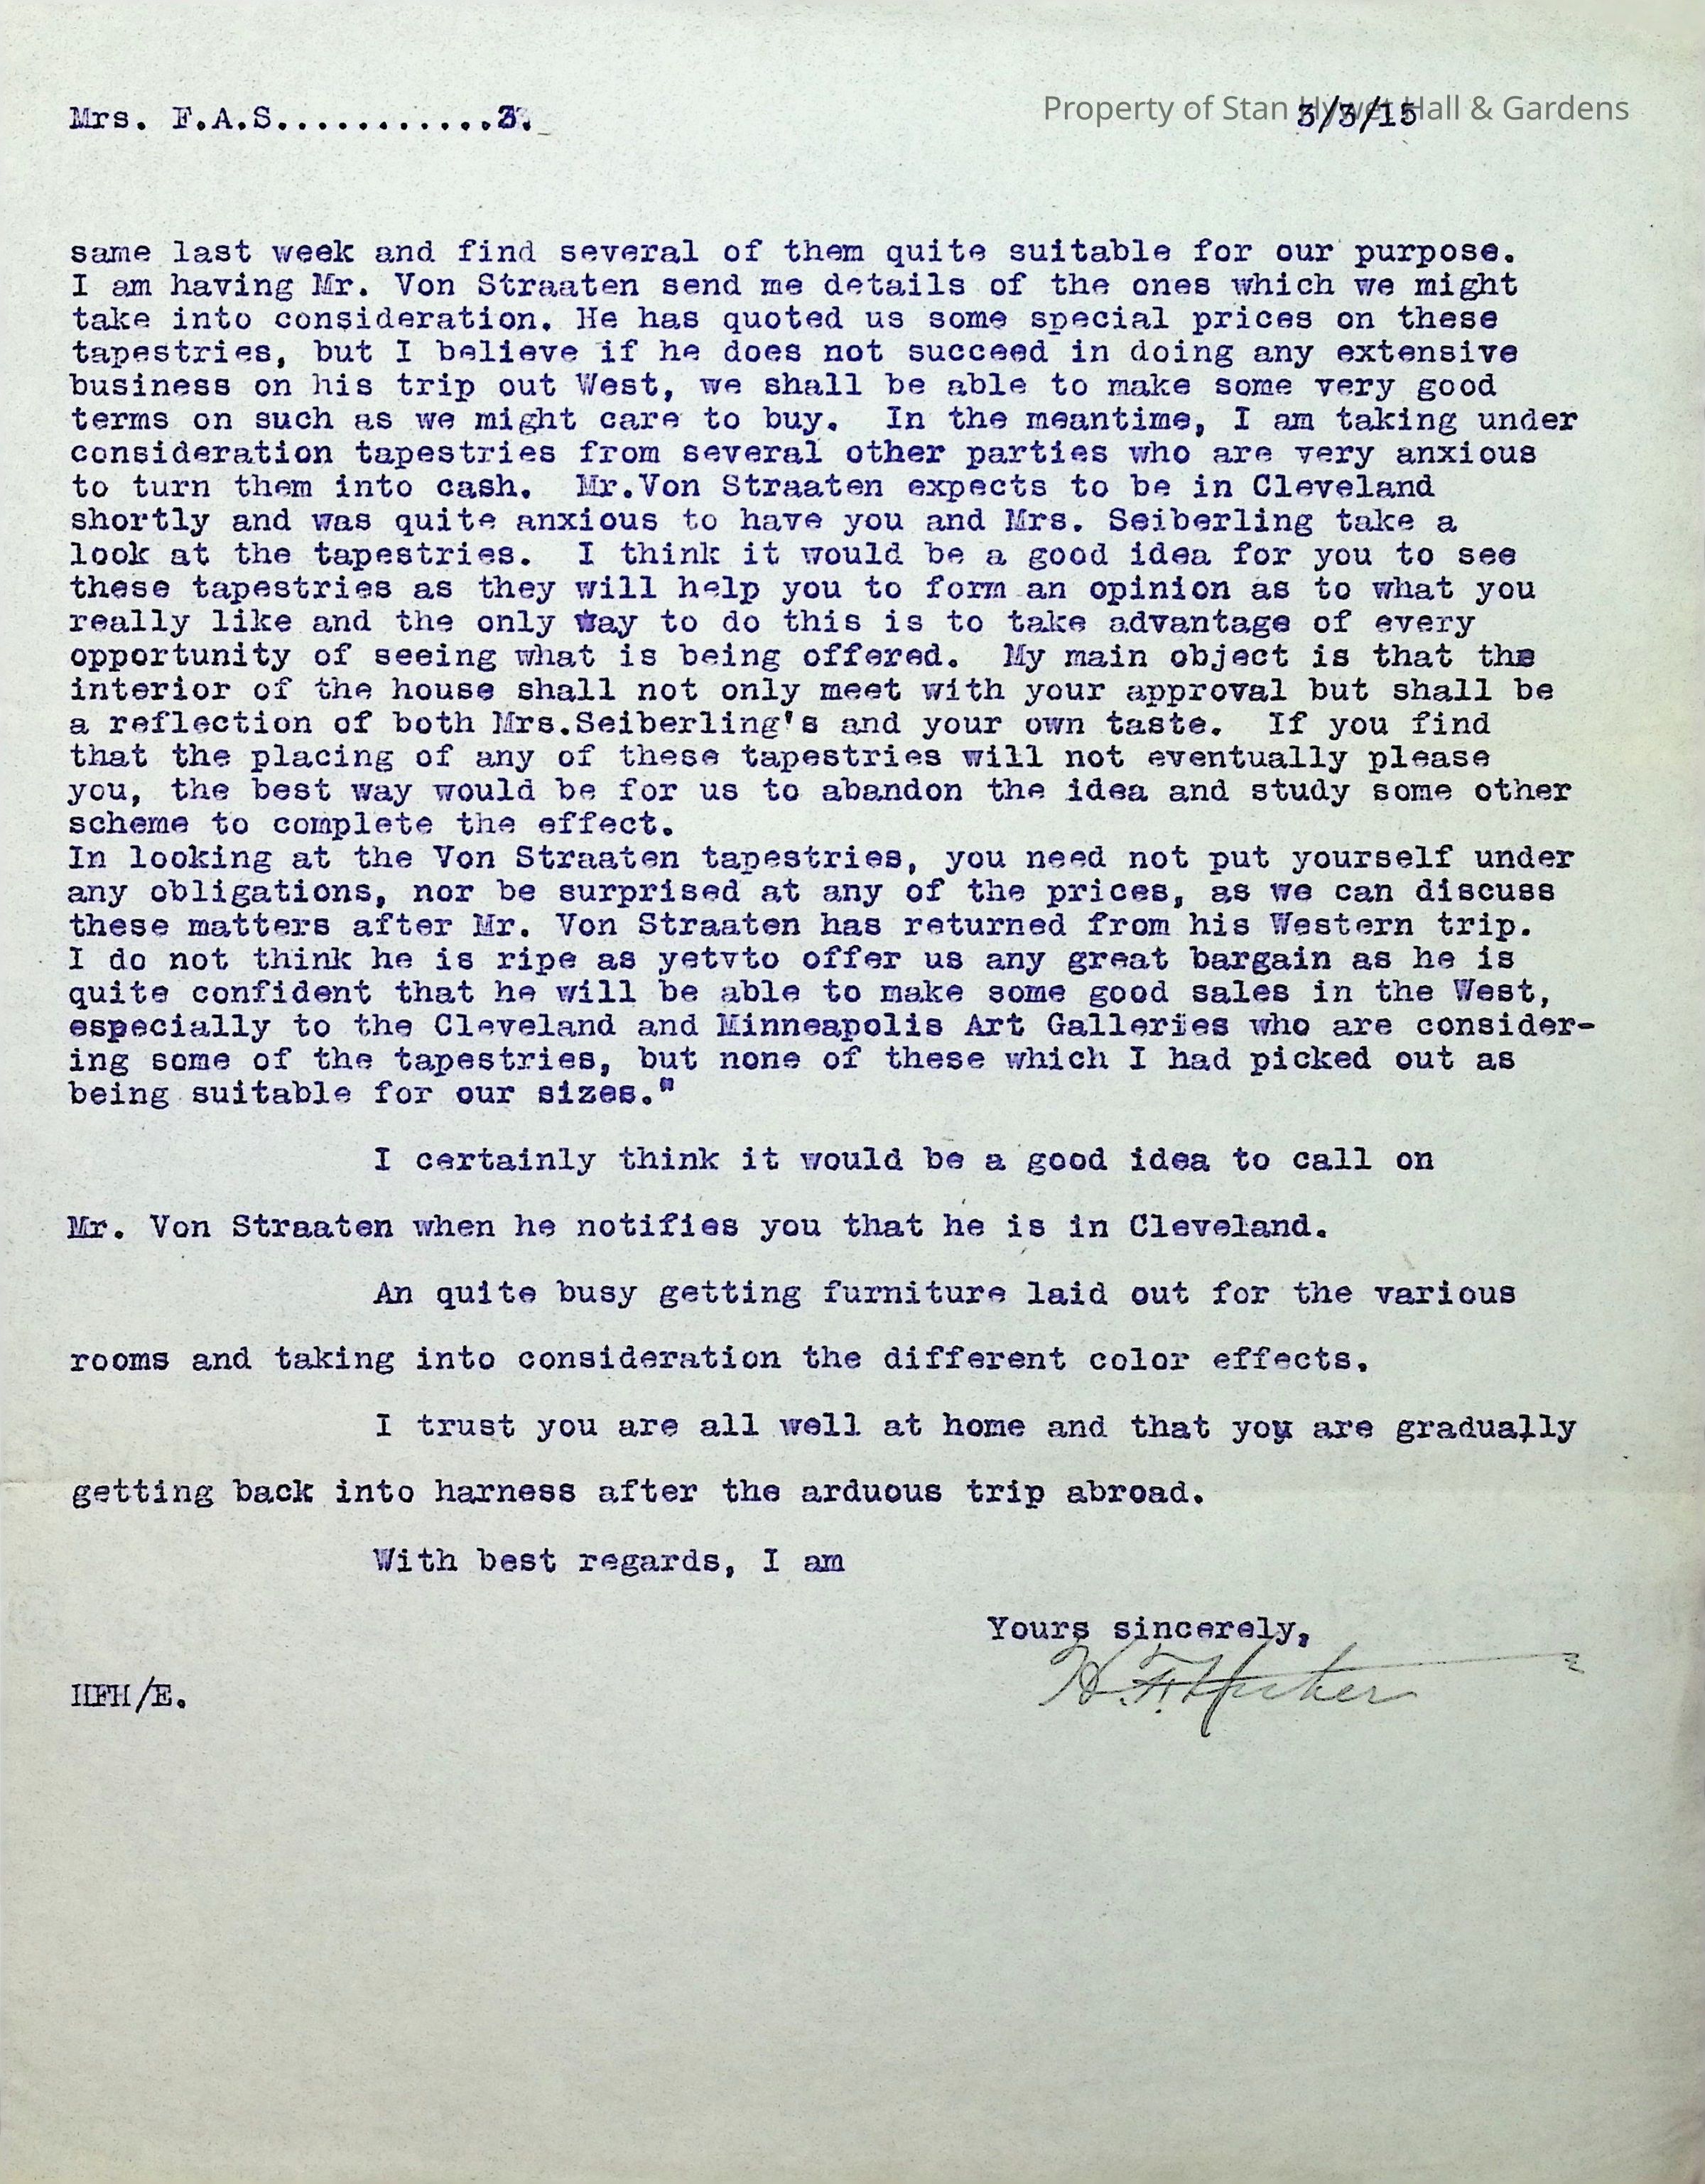 Property of Stan Hywet Hall & Gardens
Mrs. F.A.S...........3. 3/3/15
same last week and find several of them quite suitable for our purpose.
I am having Mr. Von Straaten send me details of the ones which we might
take into consideration. He has quoted us some special prices on these
tapestries, but I believe if he does not succeed in doing any extensive
business on his trip out West, we shall be able to make some very good
terms on such as we might care to buy. In the meantime, I am taking under
consideration tapestries from several other parties who are very anxious
to turn them into cash. Mr.Von Straaten expects to be in Cleveland
shortly and was quite anxious to have you and Mrs. Seiberling take a
look at the tapestries. I think it would be a good idea for you to see
these tapestries as they will help you to form an opinion as to what you
really like and the only way to do this is to take advantage of every
opportunity of seeing what is being offered. My main object is that the
interior of the house shall not only meet with your approval but shall be
a reflection of both Mrs.Seiberling's and your own taste. If you find
that the placing of any of these tapestries will not eventually please
you, the best way would be for us to abandon the idea and study some other
scheme to complete the effect.
In looking at the Von Straaten tapestries, you need not put yourself under
any obligations, nor be surprised at any of the prices, as we can discuss
these matters after Mr. Von Straaten has returned from his Western trip.
I do not think he is ripe as yetvto offer us any great bargain as he is
quite confident that he will be able to make some good sales in the West,
especially to the Cleveland and Minneapolis Art Galleries who are consider-
ing some of the tapestries, but none of these which I had picked out as
being suitable for our sizes."
I certainly think it would be a good idea to call on
Mr. Von Straaten when he notifies you that he is in Cleveland.
An quite busy getting furniture laid out for the various
rooms and taking into consideration the different color effects.
I trust you are all well at home and that you are gradually
getting back into harness after the arduous trip abroad.
With best regards, I am
Yours sincerely,
H.F.Huber
HFH/E.